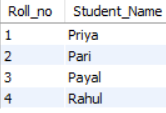 Roll_no Student_Name
1 Priya
2 Pari
3 Payal
4 Rahul